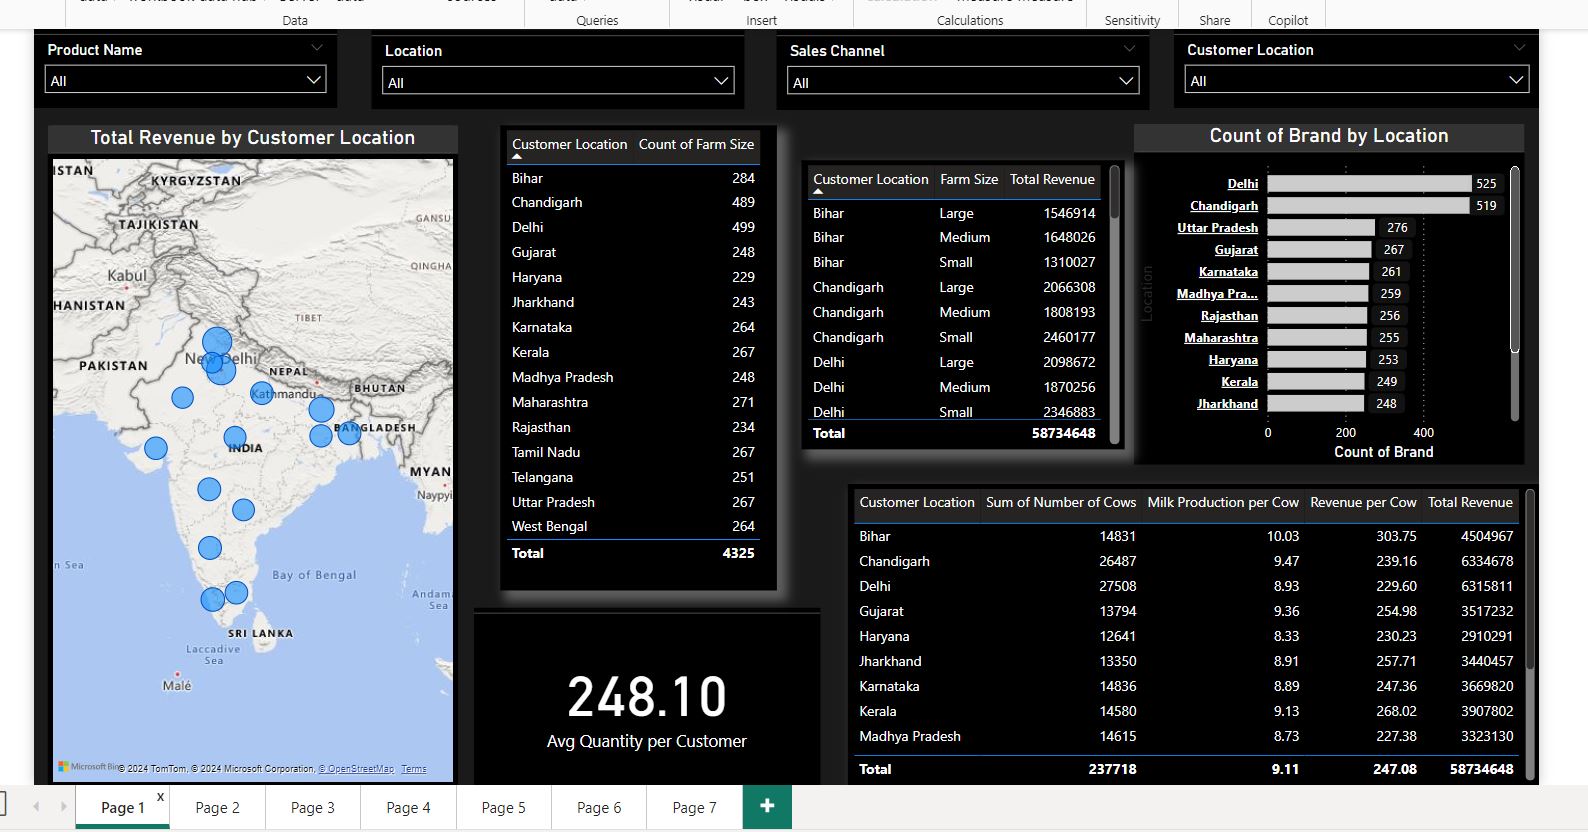 Data
Queries
Insert
Calculations
Sensitivity
Share
Copilot
Product Name
All
Location
All
Sales Channel
All
Customer Location
All
Total Revenue by Customer Location
ISTAN
KYRGYZSTAN
TAJIKISTAN
GANSU
Kabul
QINGHA
HANISTAN
TIBET
PAKISTAN
New Delhi
NEPAL
Kathmandu
BHUTAN
BANGLADESH
INDIA
MYAN
Naypyi
n Sea
Bay of Bengal
Andam
Sea
SRI LANKA
Laccadive
Sea
Malé
Microsoft Bin
© 2024 TomTom, © 2024 Microsoft Corporation, © OpenStreetMap Terms
Customer Location Count of Farm Size
Bihar 284
Chandigarh 489
Delhi 499
Gujarat 248
Haryana 229
Jharkhand 243
Karnataka 264
Kerala 267
Madhya Pradesh 248
Maharashtra 271
Rajasthan 234
Tamil Nadu 267
Telangana 251
Uttar Pradesh 267
West Bengal 264
Total 4325
248.10
Avg Quantity per Customer
Customer Location Farm Size Total Revenue
Bihar Large 1546914
Bihar Medium 1648026
Bihar Small 1310027
Chandigarh Large 2066308
Chandigarh Medium 1808193
Chandigarh Small 2460177
Delhi Large 2098672
Delhi Medium 1870256
Delhi Small 2346883
Total 58734648
Count of Brand by Location
Location
Delhi 525
Chandigarh 519
Uttar Pradesh 276
Gujarat 267
Karnataka 261
Madhya Pra... 259
Rajasthan 256
Maharashtra 255
Haryana 253
Kerala 249
Jharkhand 248
0 200 400
Count of Brand
Customer Location Sum of Number of Cows Milk Production per Cow Revenue per Cow Total Revenue
Bihar 14831 10.03 303.75 4504967
Chandigarh 26487 9.47 239.16 6334678
Delhi 27508 8.93 229.60 6315811
Gujarat 13794 9.36 254.98 3517232
Haryana 12641 8.33 230.23 2910291
Jharkhand 13350 8.91 257.71 3440457
Karnataka 14836 8.89 247.36 3669820
Kerala 14580 9.13 268.02 3907802
Madhya Pradesh 14615 8.73 227.38 3323130
Total 237718 9.11 247.08 58734648
Page 1 x
Page 2
Page 3
Page 4
Page 5
Page 6
Page 7
+